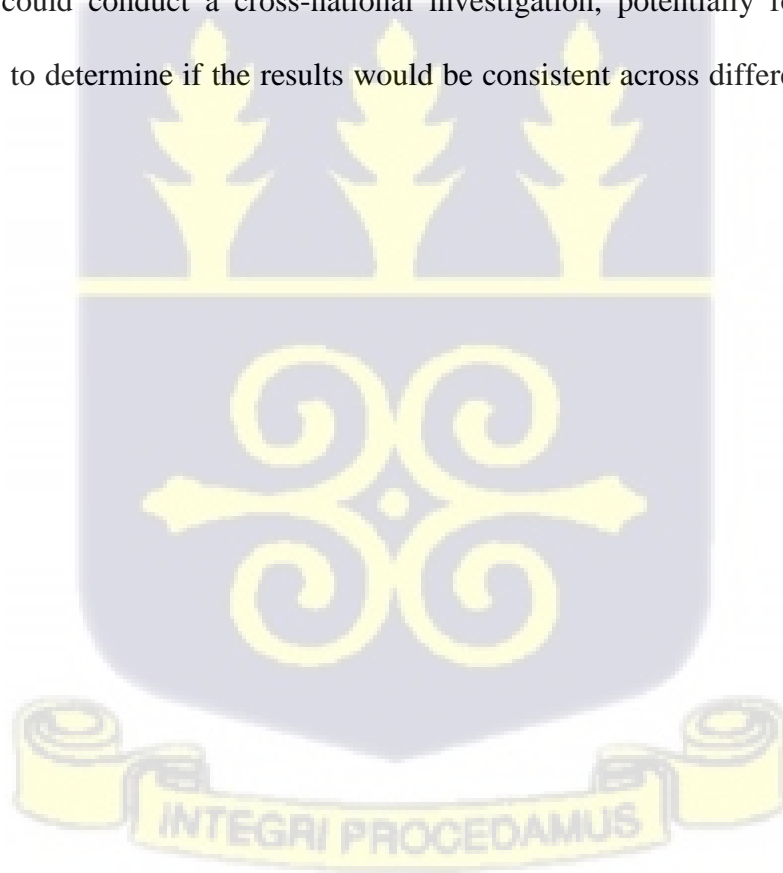 could conduct a cross-national investigation, potentially
to determine if the results would be consistent across
INTEGRI PROCEDAMUS